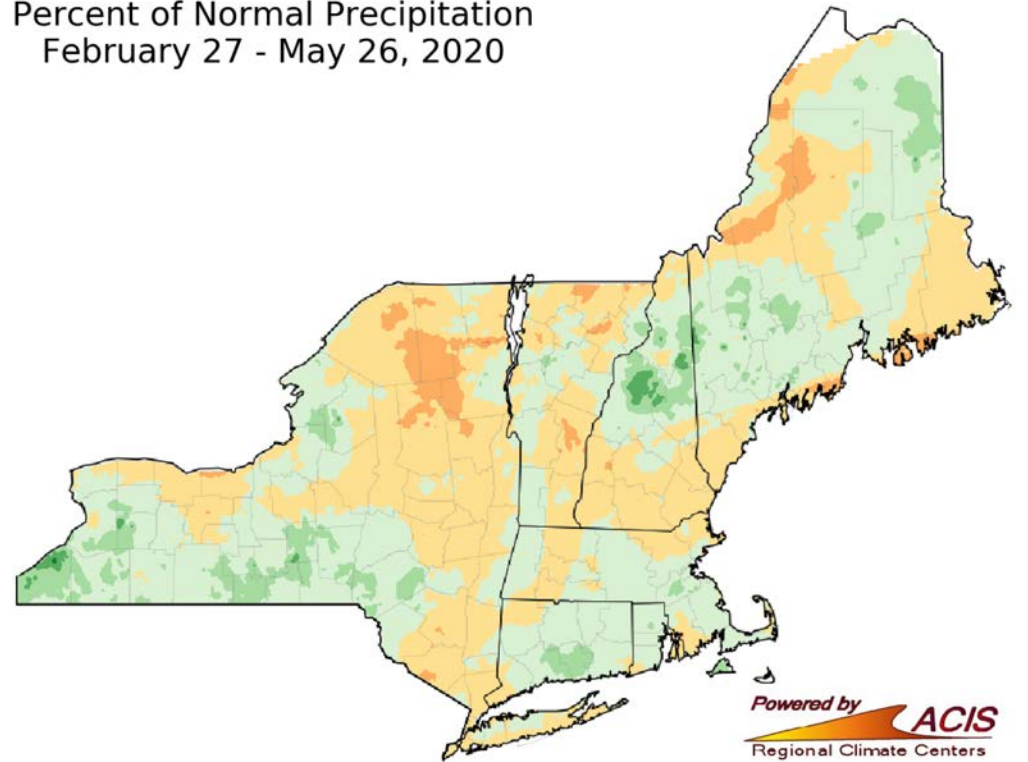 Percent of Normal Precipitation
February 27 - May 26, 2020
Powered by
ACIS
Regional Climate Centers